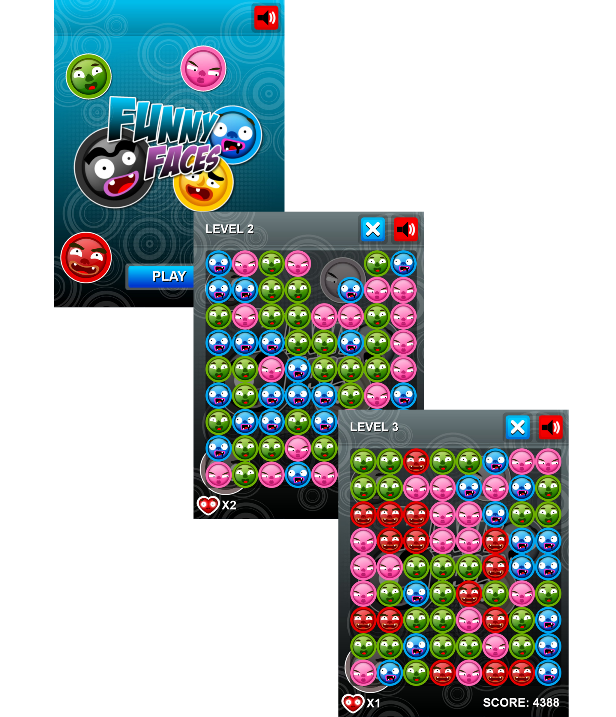 FUNNY
FACES
PLAY
LEVEL 2
X2
LEVEL 3
X1
SCORE: 4388